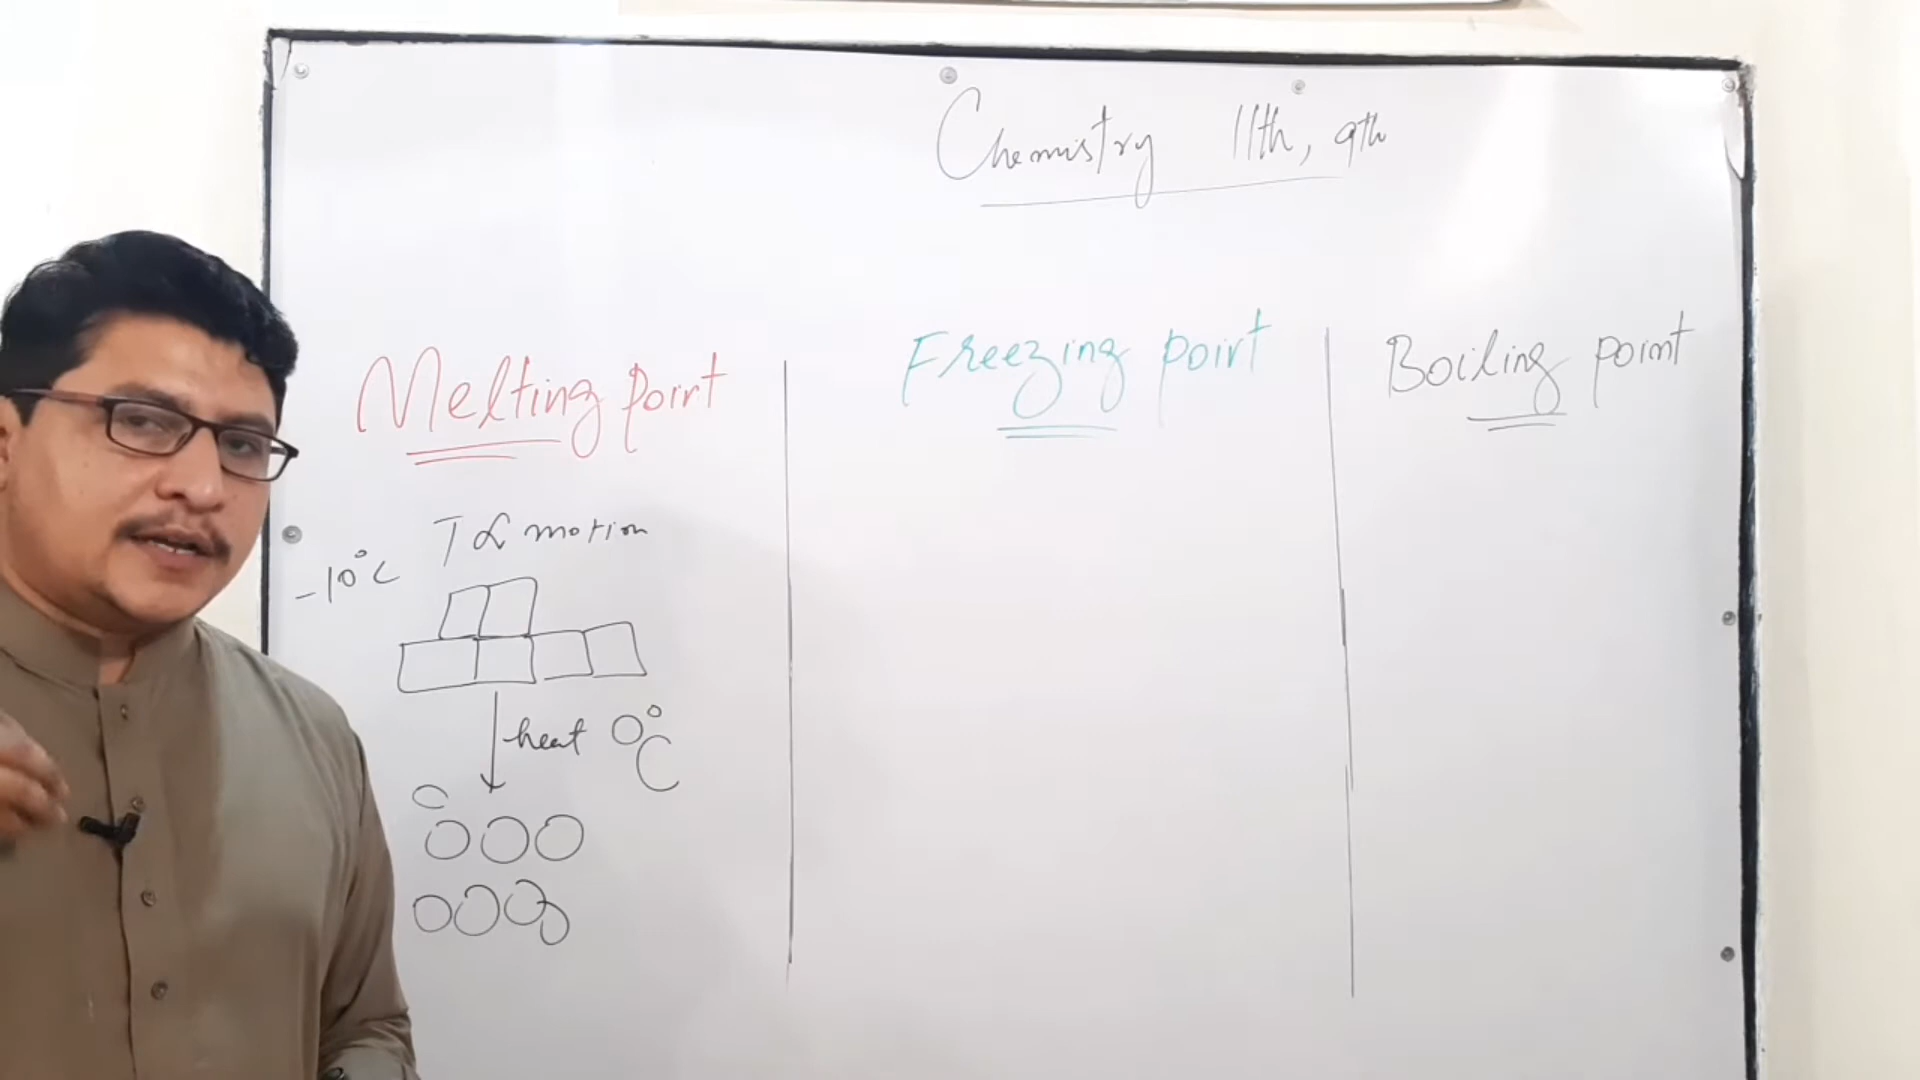 Chemistry 11th, 9th
Melting point
Freezing point
Boiling point
T ∝ motion
-10°C
heat 0°C